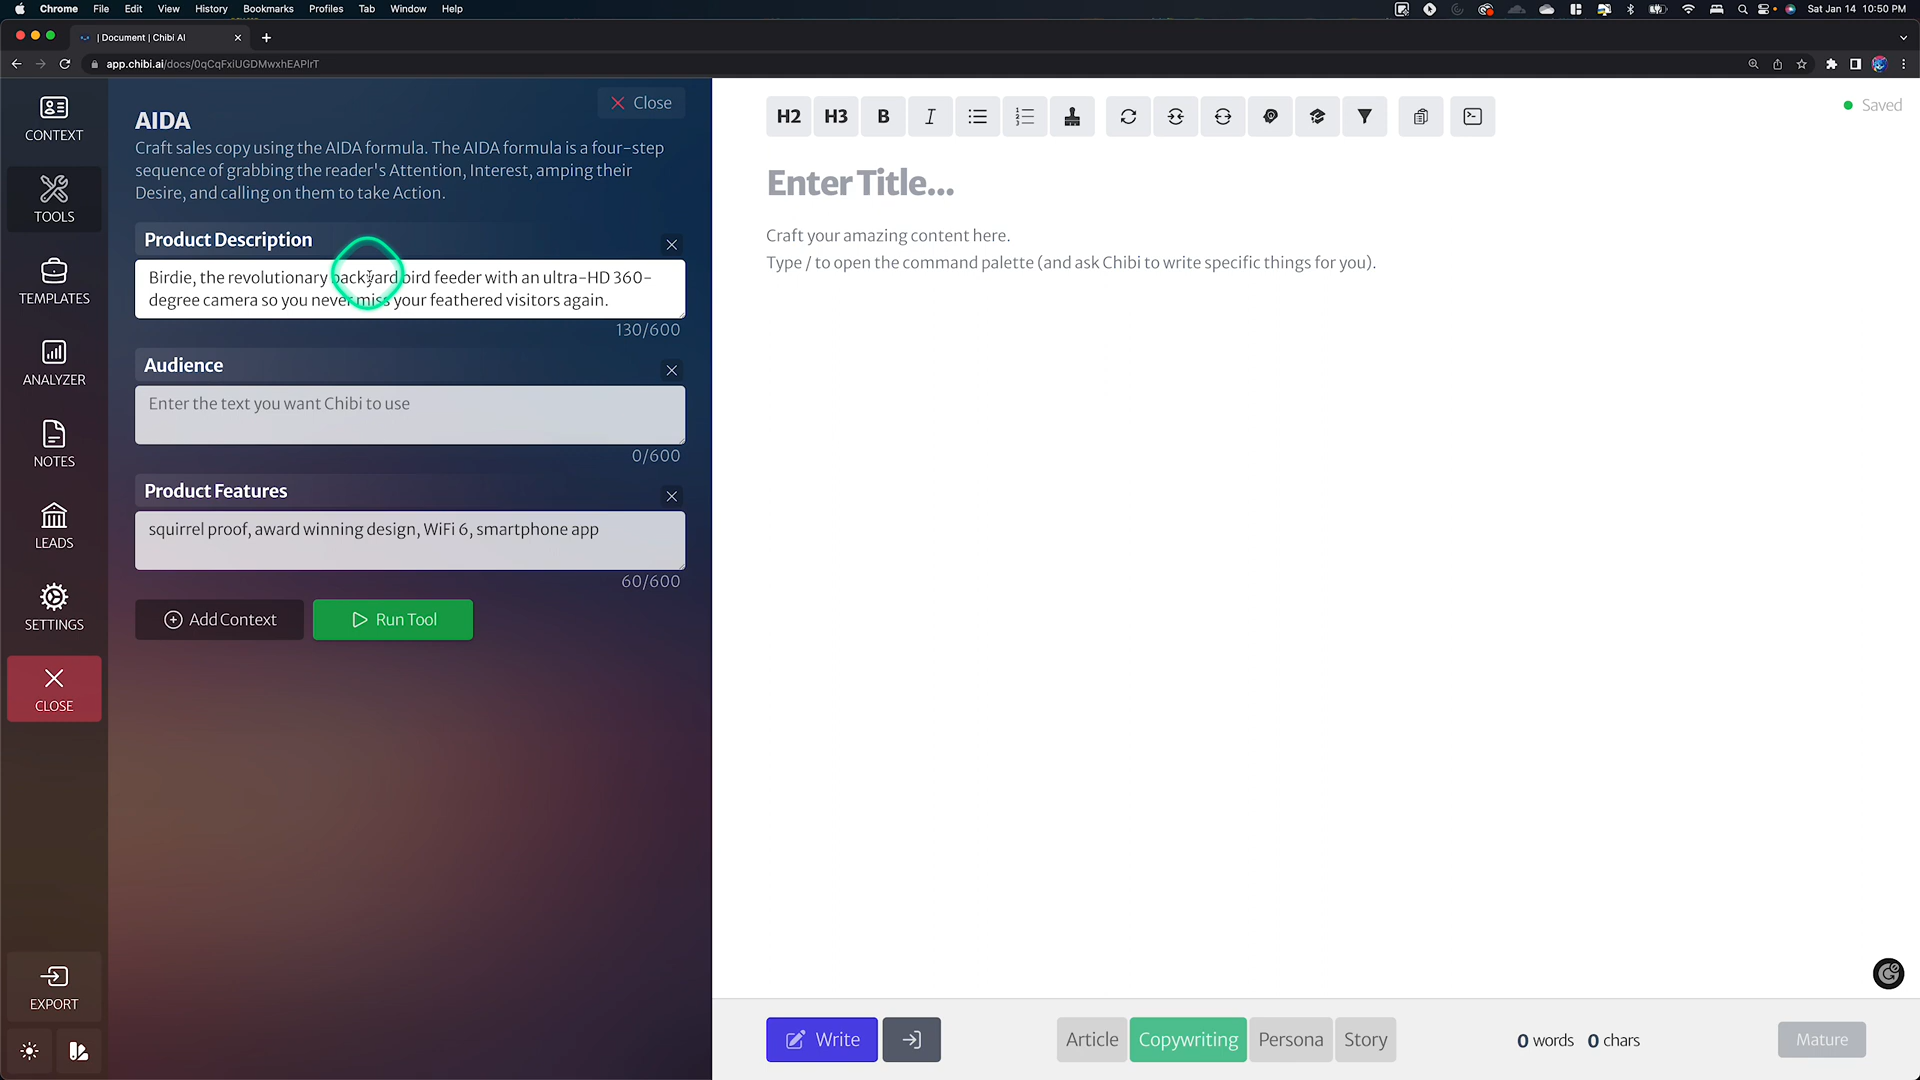 Chrome File Edit View History Bookmarks Profiles Tab Window Help
Sat Jan 14 10:50 PM
| Document | Chibi AI
app.chibi.ai/docs/0qCqFxiUGDMwxhEAPlrT
CONTEXT
TOOLS
TEMPLATES
ANALYZER
NOTES
LEADS
SETTINGS
CLOSE
EXPORT
Close
AIDA
Craft sales copy using the AIDA formula. The AIDA formula is a four-step
sequence of grabbing the reader's Attention, Interest, amping their
Desire, and calling on them to take Action.
Product Description
Birdie, the revolutionary backyard bird feeder with an ultra-HD 360-
degree camera so you never miss your feathered visitors again.
130/600
Audience
Enter the text you want Chibi to use
0/600
Product Features
squirrel proof, award winning design, WiFi 6, smartphone app
60/600
Add Context
Run Tool
H2 H3 B I
Saved
Enter Title...
Craft your amazing content here.
Type / to open the command palette (and ask Chibi to write specific things for you).
Write
Article Copywriting Persona Story
0 words 0 chars
Mature